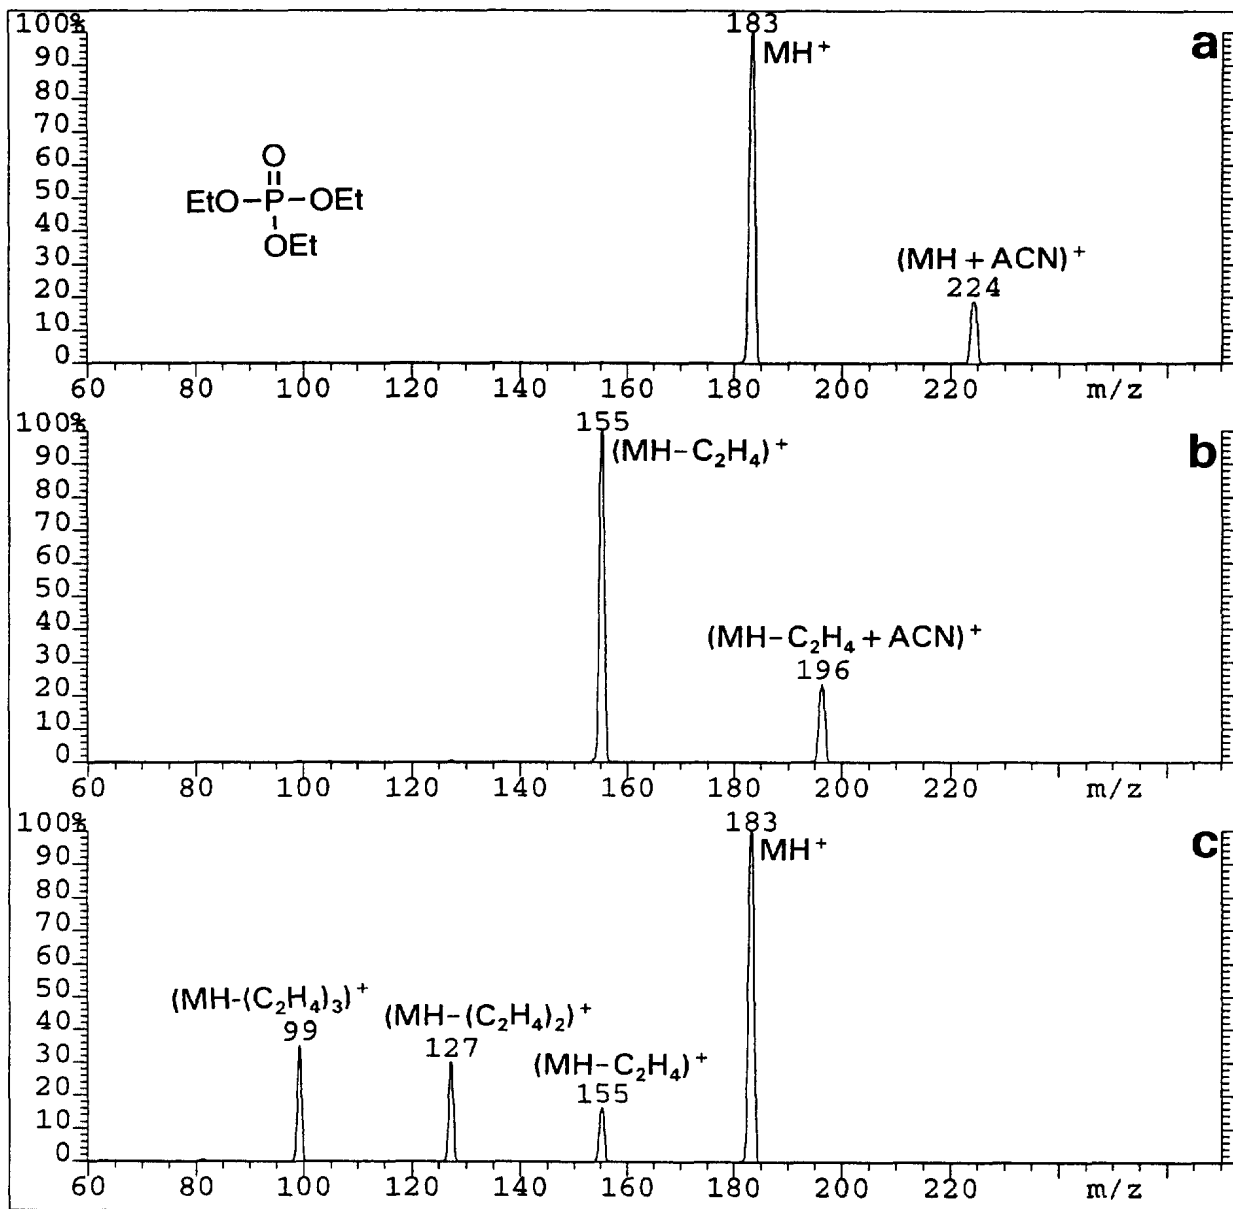 100%
183
a
90
MH⁺
80
70
60
O
50
EtO-P-OEt
40
OEt
30
(MH + ACN)⁺
20
224
10
0
60 80 100 120 140 160 180 200 220 m/z
100%
155
b
90
(MH-C₂H₄)⁺
80
70
60
50
40
30
(MH-C₂H₄ + ACN)⁺
20
196
10
0
60 80 100 120 140 160 180 200 220 m/z
100%
183
c
90
MH⁺
80
70
60
50
(MH-(C₂H₄)₃)⁺
40
99
(MH-(C₂H₄)₂)⁺
30
127
(MH-C₂H₄)⁺
20
155
10
0
60 80 100 120 140 160 180 200 220 m/z